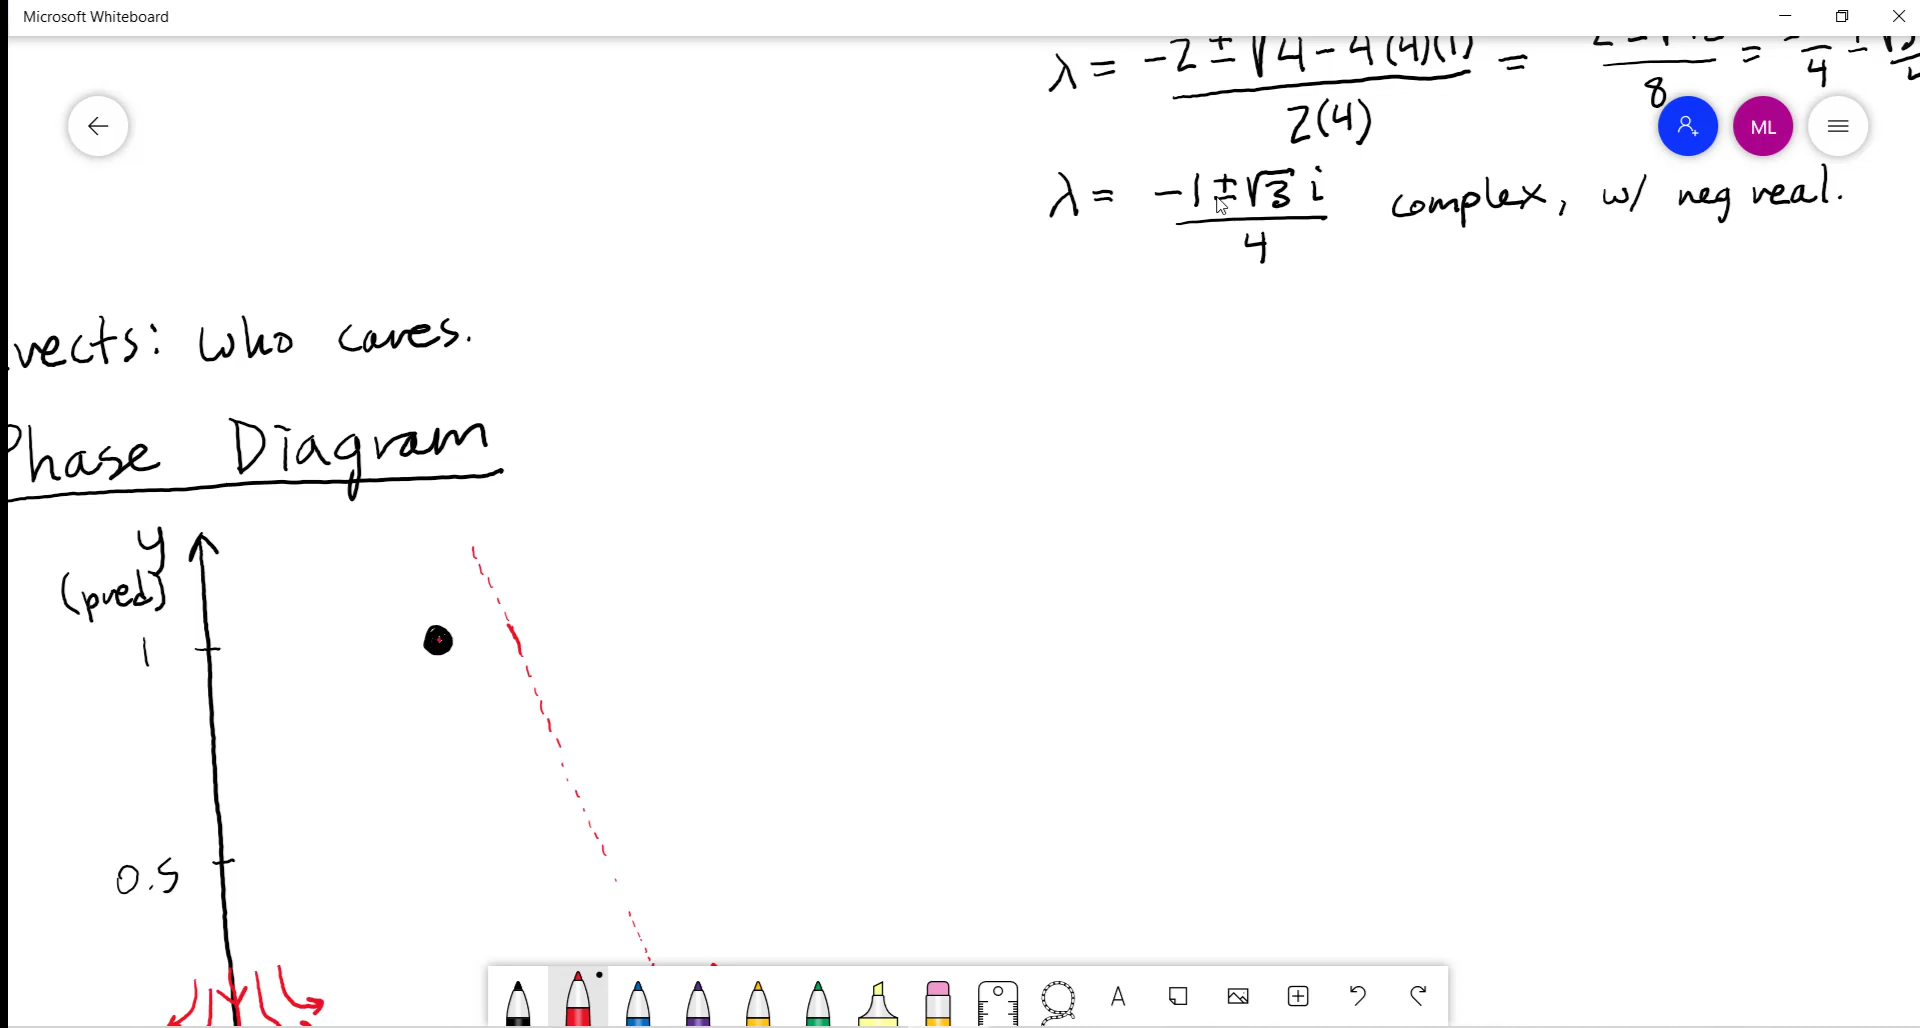 Microsoft Whiteboard
λ = -2 ± √4 - 4(4)(1) / 2(4) = / 8 = / 4 ±
ML
λ = -1 ± √3 i / 4 complex, w/ neg real.
vects: who cares.
Phase Diagram
y
(pred)
1
0.5
A